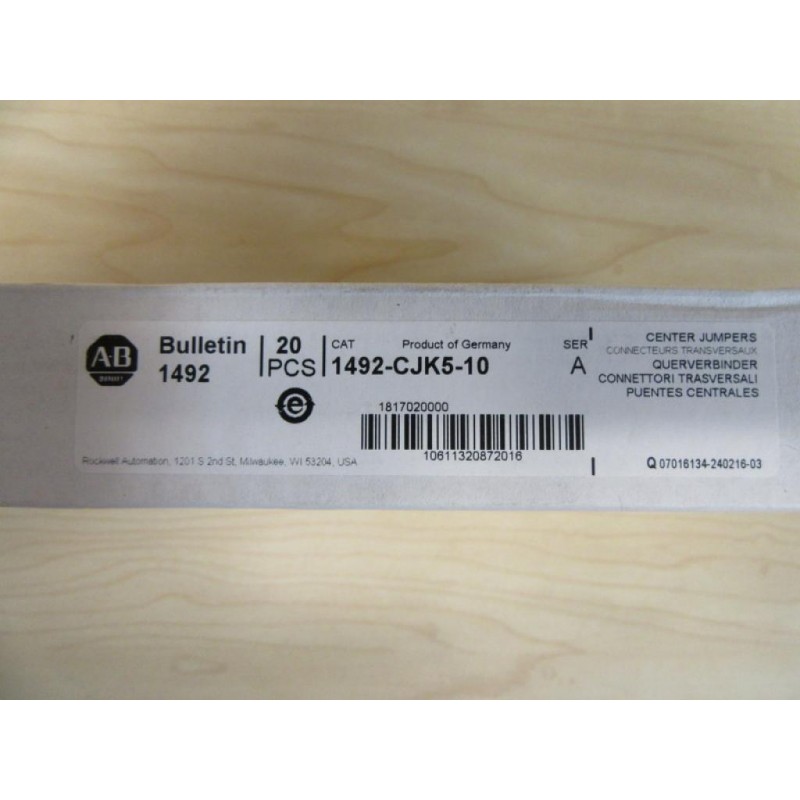 AB
Bulletin
1492
20
PCS
CAT
Product of Germany
1492-CJK5-10
SER
A
CENTER JUMPERS
CONNECTEURS TRANSVERSAUX
QUERVERBINDER
CONNETTORI TRASVERSALI
PUENTES CENTRALES
e
1817020000
10611320872016
Rockwell Automation, 1201 S 2nd St, Milwaukee, WI 53204, USA
Q 07016134-240216-03